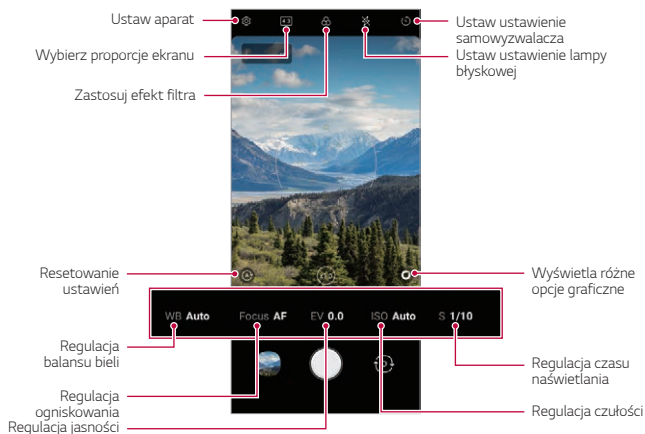 Ustaw aparat
Wybierz proporcje ekranu
Zastosuj efekt filtra
Ustaw ustawienie
samowyzwalacza
Ustaw ustawienie lampy
błyskowej
Resetowanie
ustawień
Wyświetla różne
opcje graficzne
WB Auto
Focus AF
EV 0.0
ISO Auto
S 1/10
Regulacja
balansu bieli
Regulacja
ogniskowania
Regulacja jasności
Regulacja czasu
naświetlania
Regulacja czułości